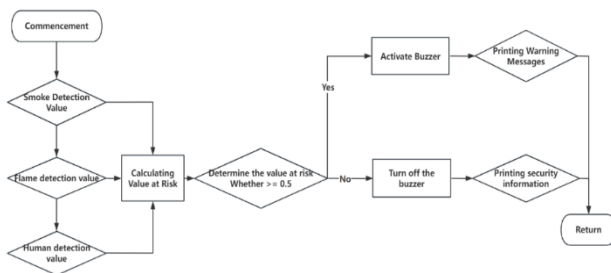 Commencement
Smoke Detection
Value
Flame detection value
Human detection
value
Calculating
Value at Risk
Determine the value at risk
Whether >= 0.5
Yes
No
Activate Buzzer
Printing Warning
Messages
Turn off the
buzzer
Printing security
information
Return